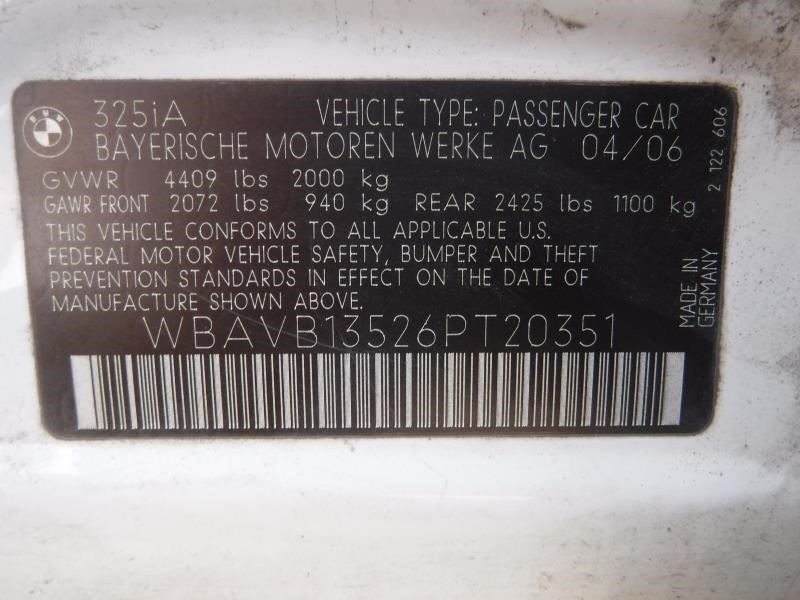 BMW
325iA VEHICLE TYPE: PASSENGER CAR
BAYERISCHE MOTOREN WERKE AG 04/06
GVWR 4409 lbs 2000 kg
GAWR FRONT 2072 lbs 940 kg REAR 2425 lbs 1100 kg
THIS VEHICLE CONFORMS TO ALL APPLICABLE U.S.
FEDERAL MOTOR VEHICLE SAFETY, BUMPER AND THEFT
PREVENTION STANDARDS IN EFFECT ON THE DATE OF
MANUFACTURE SHOWN ABOVE.
WBAVB13526PT20351
2 122 606
MADE IN
GERMANY